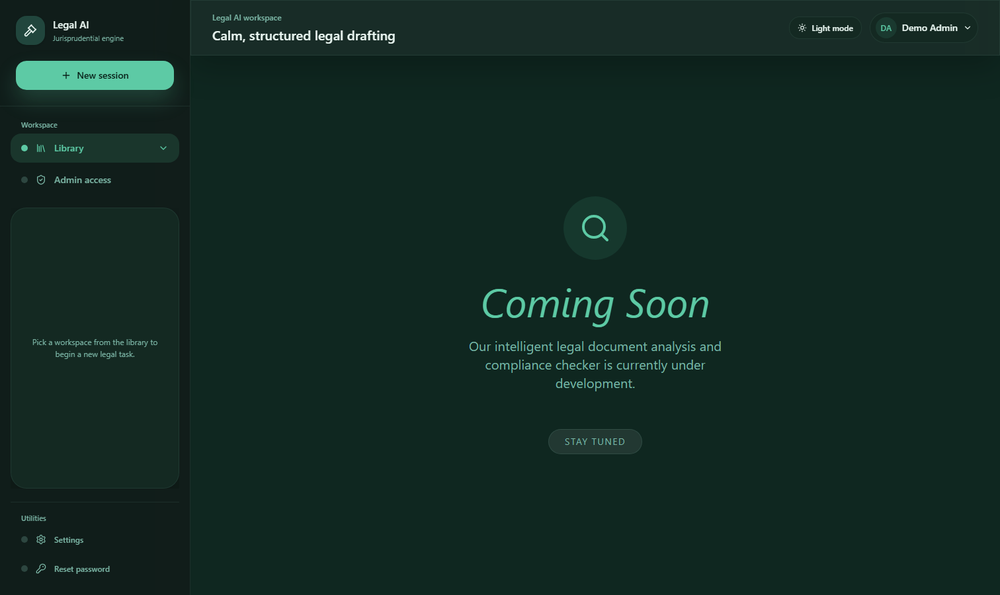 Legal AI
Jurisprudential engine
New session
Workspace
Library
Admin access
Pick a workspace from the library to
begin a new legal task.
Utilities
Settings
Reset password
Legal AI workspace
Calm, structured legal drafting
Light mode
DA
Demo Admin
Coming Soon
Our intelligent legal document analysis and
compliance checker is currently under
development.
STAY TUNED